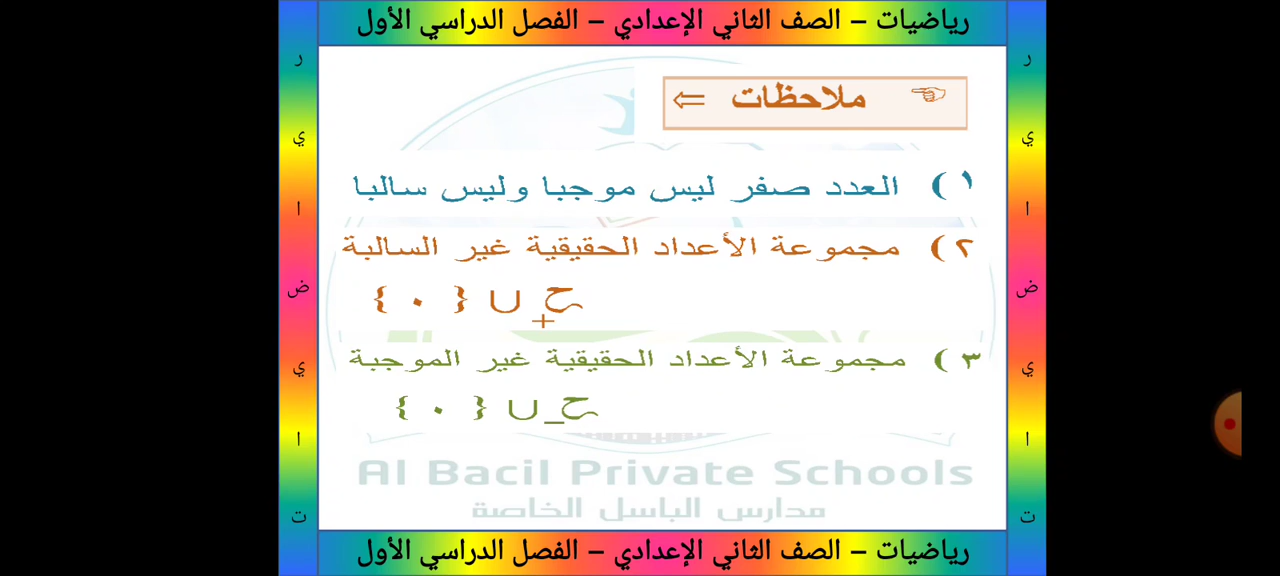 رياضيات – الصف الثاني الإعدادي – الفصل الدراسي الأول
☜ ملاحظات ⇐
١) العدد صفر ليس موجبا وليس سالبا
٢) مجموعة الأعداد الحقيقية غير السالبة
ح₊ ∪ { ٠ }
٣) مجموعة الأعداد الحقيقية غير الموجبة
ح₋ ∪ { ٠ }
Al Bacil Private Schools
مدارس الباسل الخاصة
رياضيات – الصف الثاني الإعدادي – الفصل الدراسي الأول
ر
ي
ا
ض
ي
ا
ت
ر
ي
ا
ض
ي
ا
ت